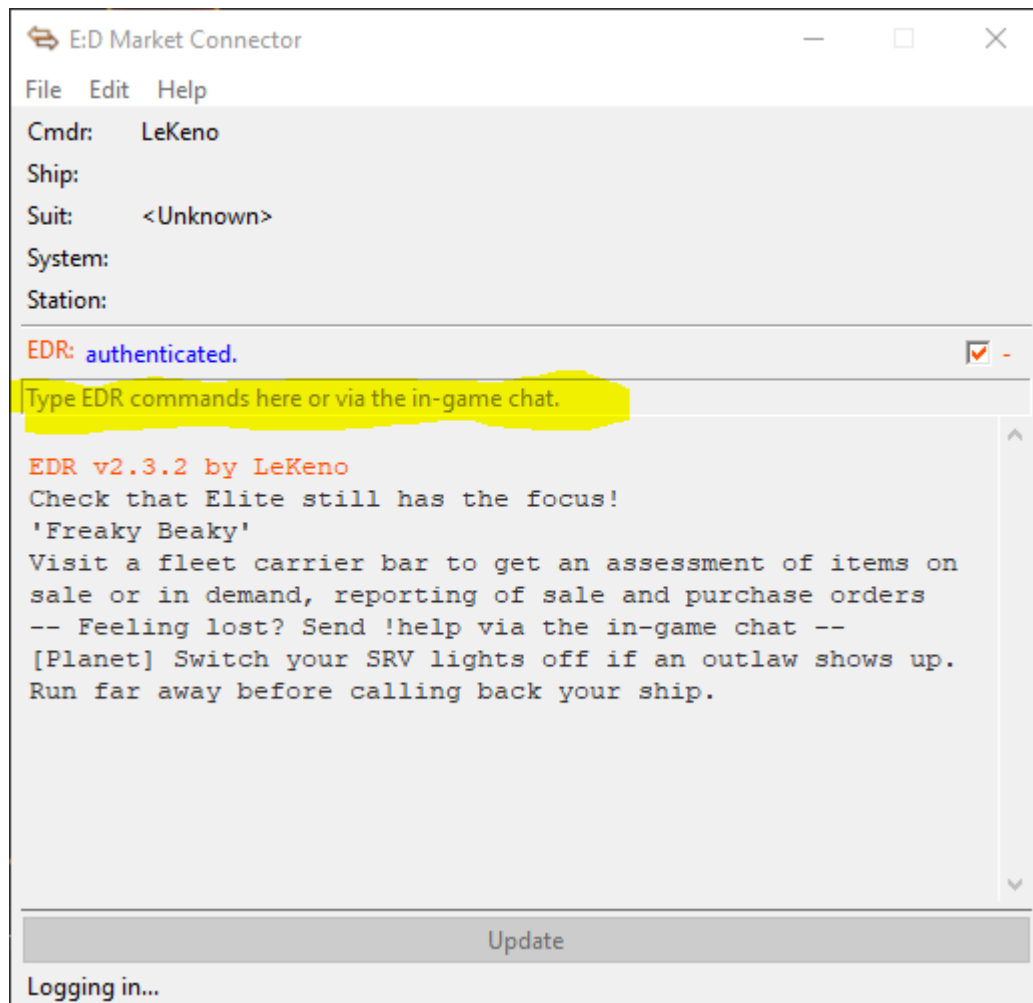 E:D Market Connector
File Edit Help
Cmdr: LeKeno
Ship:
Suit: <Unknown>
System:
Station:
EDR: authenticated. -
Type EDR commands here or via the in-game chat.
EDR v2.3.2 by LeKeno
Check that Elite still has the focus!
'Freaky Beaky'
Visit a fleet carrier bar to get an assessment of items on
sale or in demand, reporting of sale and purchase orders
-- Feeling lost? Send !help via the in-game chat --
[Planet] Switch your SRV lights off if an outlaw shows up.
Run far away before calling back your ship.
Update
Logging in...